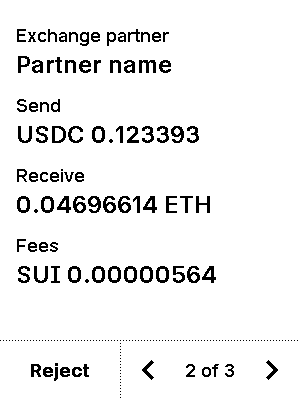 Exchange partner
Partner name
Send
USDC 0.123393
Receive
0.04696614 ETH
Fees
SUI 0.00000564
Reject
2 of 3